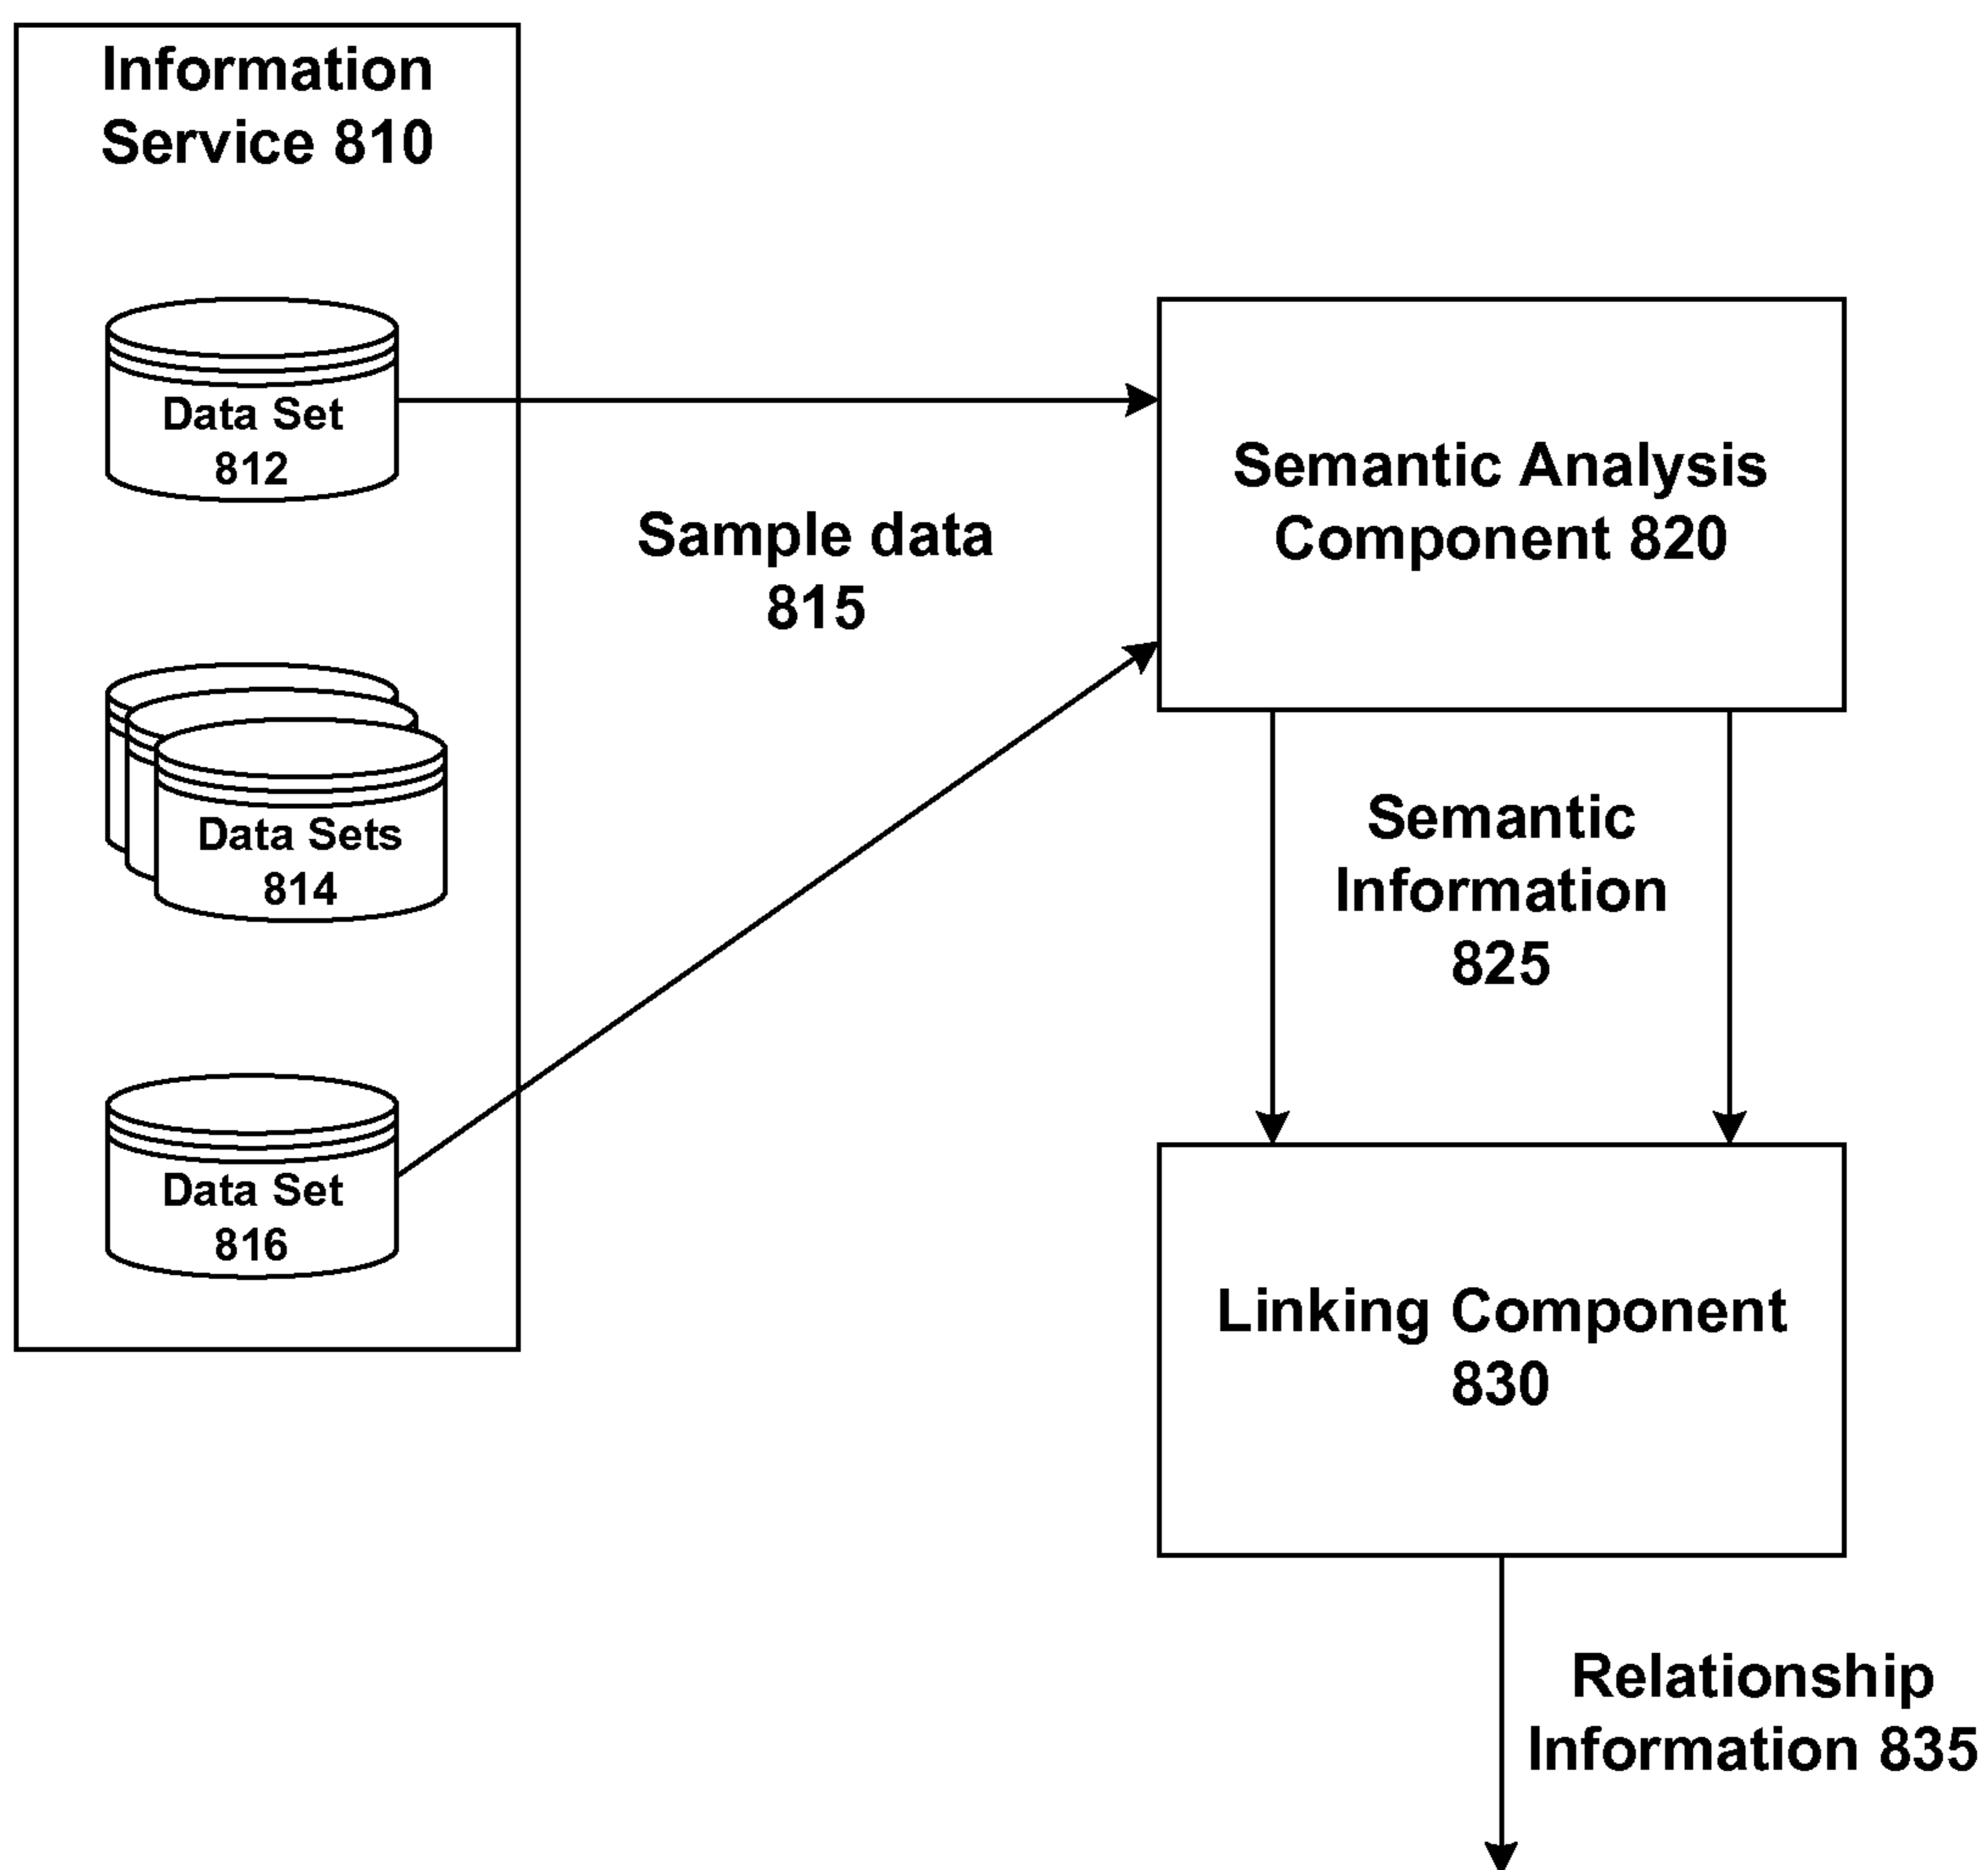 Information
Service 810
Data Set
812
Sample data
815
Semantic Analysis
Component 820
Data Sets
814
Semantic
Information
825
Data Set
816
Linking Component
830
Relationship
Information 835